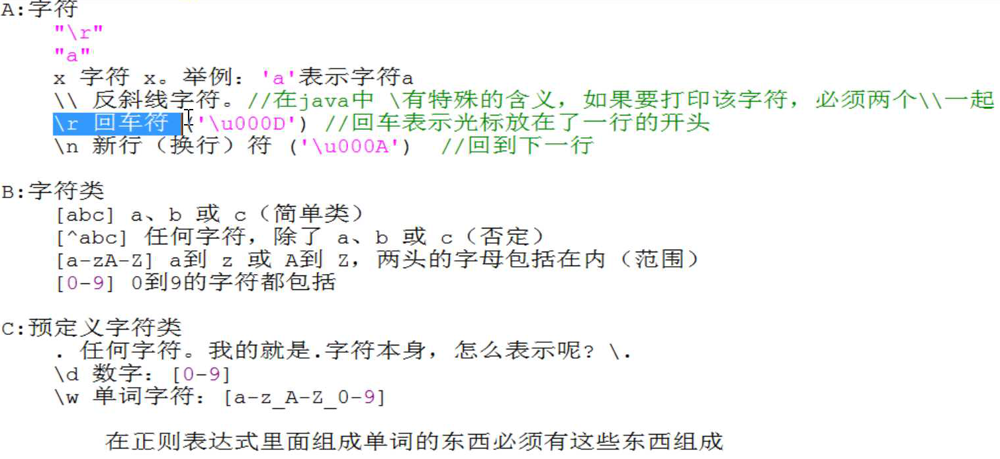 A:字符
"\r"
"a"
x 字符 x。举例：'a'表示字符a
\\ 反斜线字符。//在java中 \有特殊的含义，如果要打印该字符，必须两个\\一起
\r 回车符 ('\u000D') //回车表示光标放在了一行的开头
\n 新行（换行）符 ('\u000A') //回到下一行
B:字符类
[abc] a、b 或 c（简单类）
[^abc] 任何字符，除了 a、b 或 c（否定）
[a-zA-Z] a到 z 或 A到 Z，两头的字母包括在内（范围）
[0-9] 0到9的字符都包括
C:预定义字符类
. 任何字符。我的就是.字符本身，怎么表示呢? \.
\d 数字：[0-9]
\w 单词字符：[a-z_A-Z_0-9]
在正则表达式里面组成单词的东西必须有这些东西组成